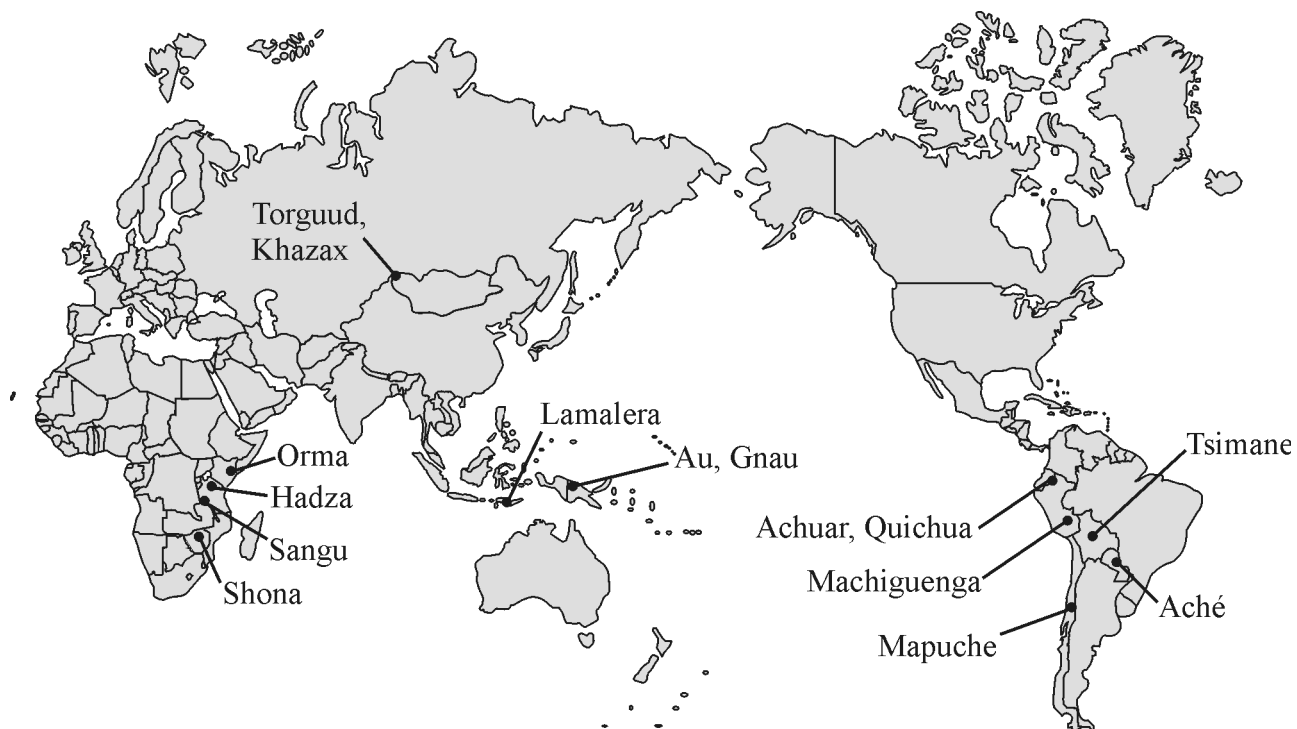 Torguud,
Khazax
Lamalera
Tsimane
Orma
Au, Gnau
Hadza
Achuar, Quichua
Sangu
Machiguenga
Shona
Aché
Mapuche